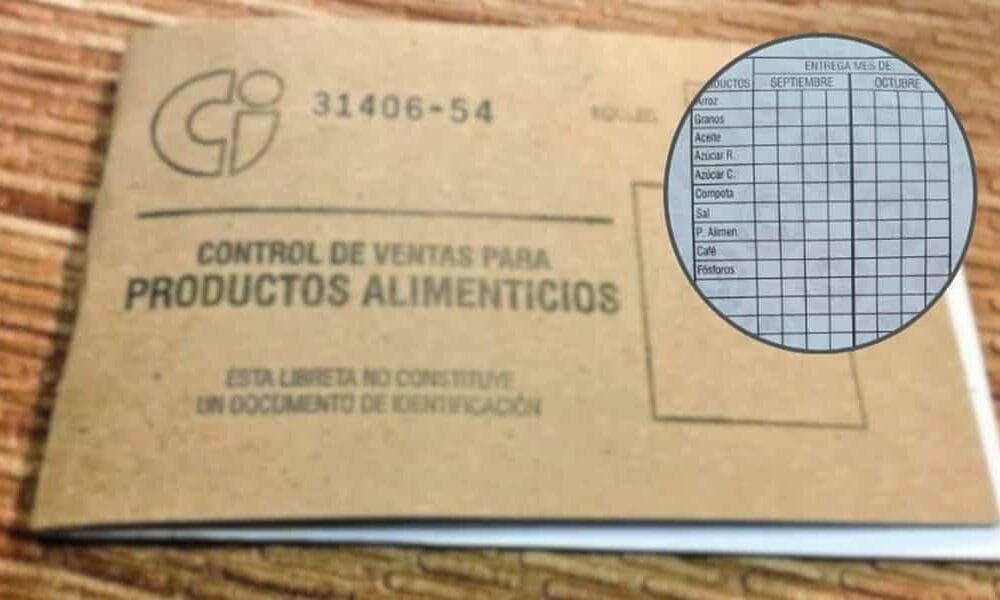 Ci
31406-54
CONTROL DE VENTAS PARA
PRODUCTOS ALIMENTICIOS
ESTA LIBRETA NO CONSTITUYE
UN DOCUMENTO DE IDENTIFICACIÓN
ENTREGA MES DE:
DUCTOS SEPTIEMBRE OCTUBRE
Arroz
Granos
Aceite
Azúcar R.
Azúcar C.
Compota
Sal
P. Alimen.
Café
Fósforos